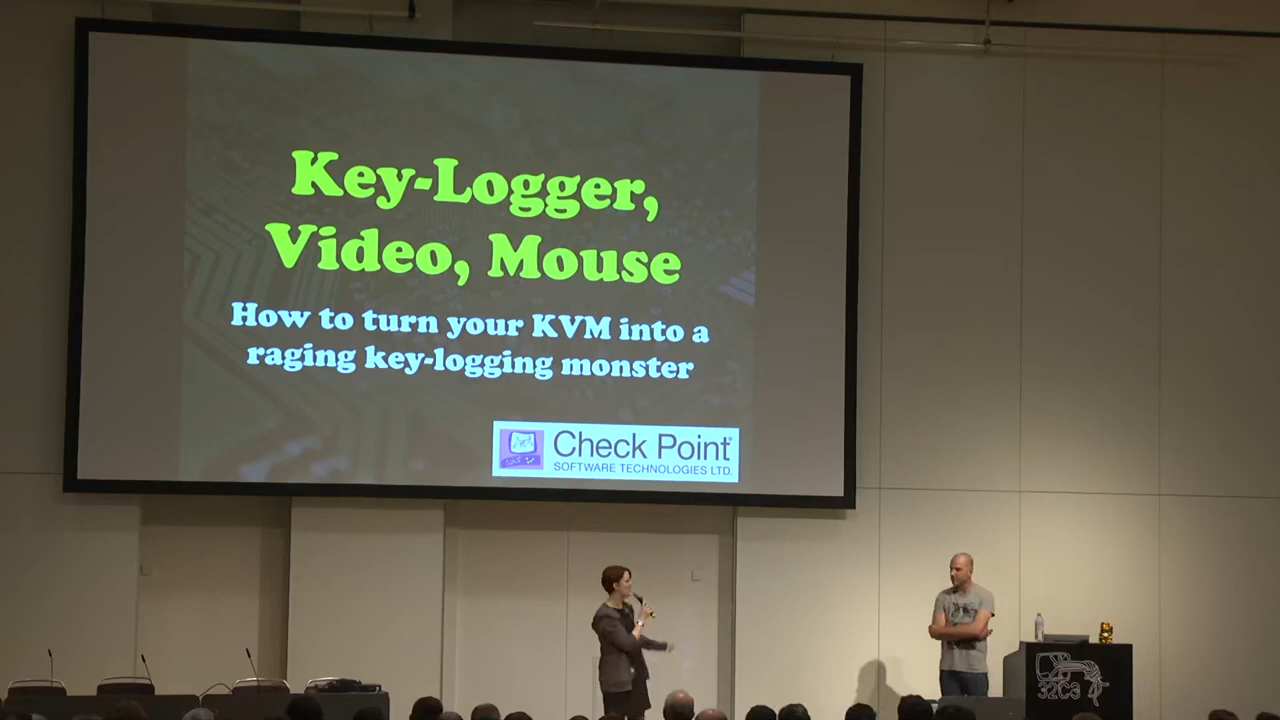 Key-Logger,
Video, Mouse
How to turn your KVM into a
raging key-logging monster
Check Point
SOFTWARE TECHNOLOGIES LTD.
32C3